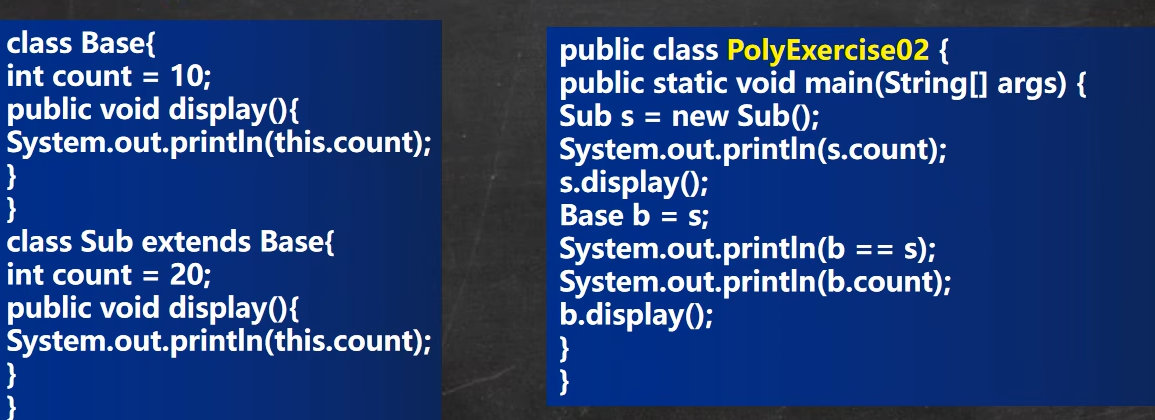 class Base{
int count = 10;
public void display(){
System.out.println(this.count);
}
}
class Sub extends Base{
int count = 20;
public void display(){
System.out.println(this.count);
}
}
public class PolyExercise02 {
public static void main(String[] args) {
Sub s = new Sub();
System.out.println(s.count);
s.display();
Base b = s;
System.out.println(b == s);
System.out.println(b.count);
b.display();
}
}